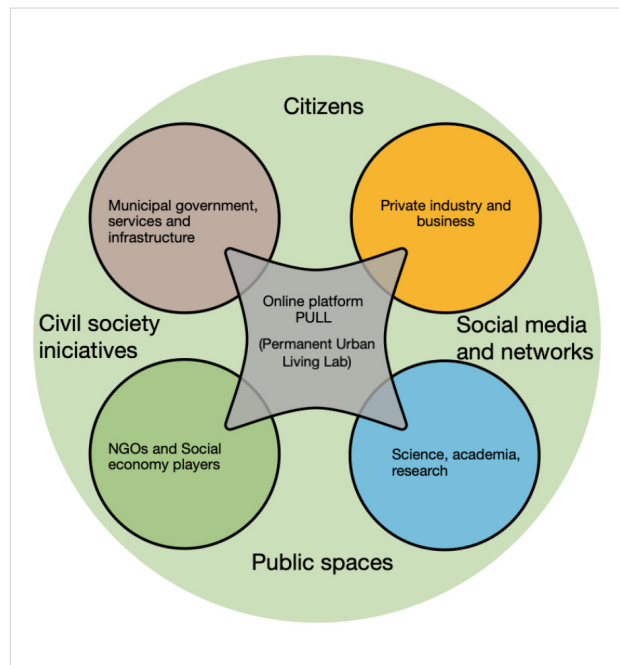 Citizens
Municipal government,
services and
infrastructure
Private industry and
business
Online platform
PULL
(Permanent Urban
Living Lab)
Civil society
iniciatives
Social media
and networks
NGOs and Social
economy players
Science, academia,
research
Public spaces